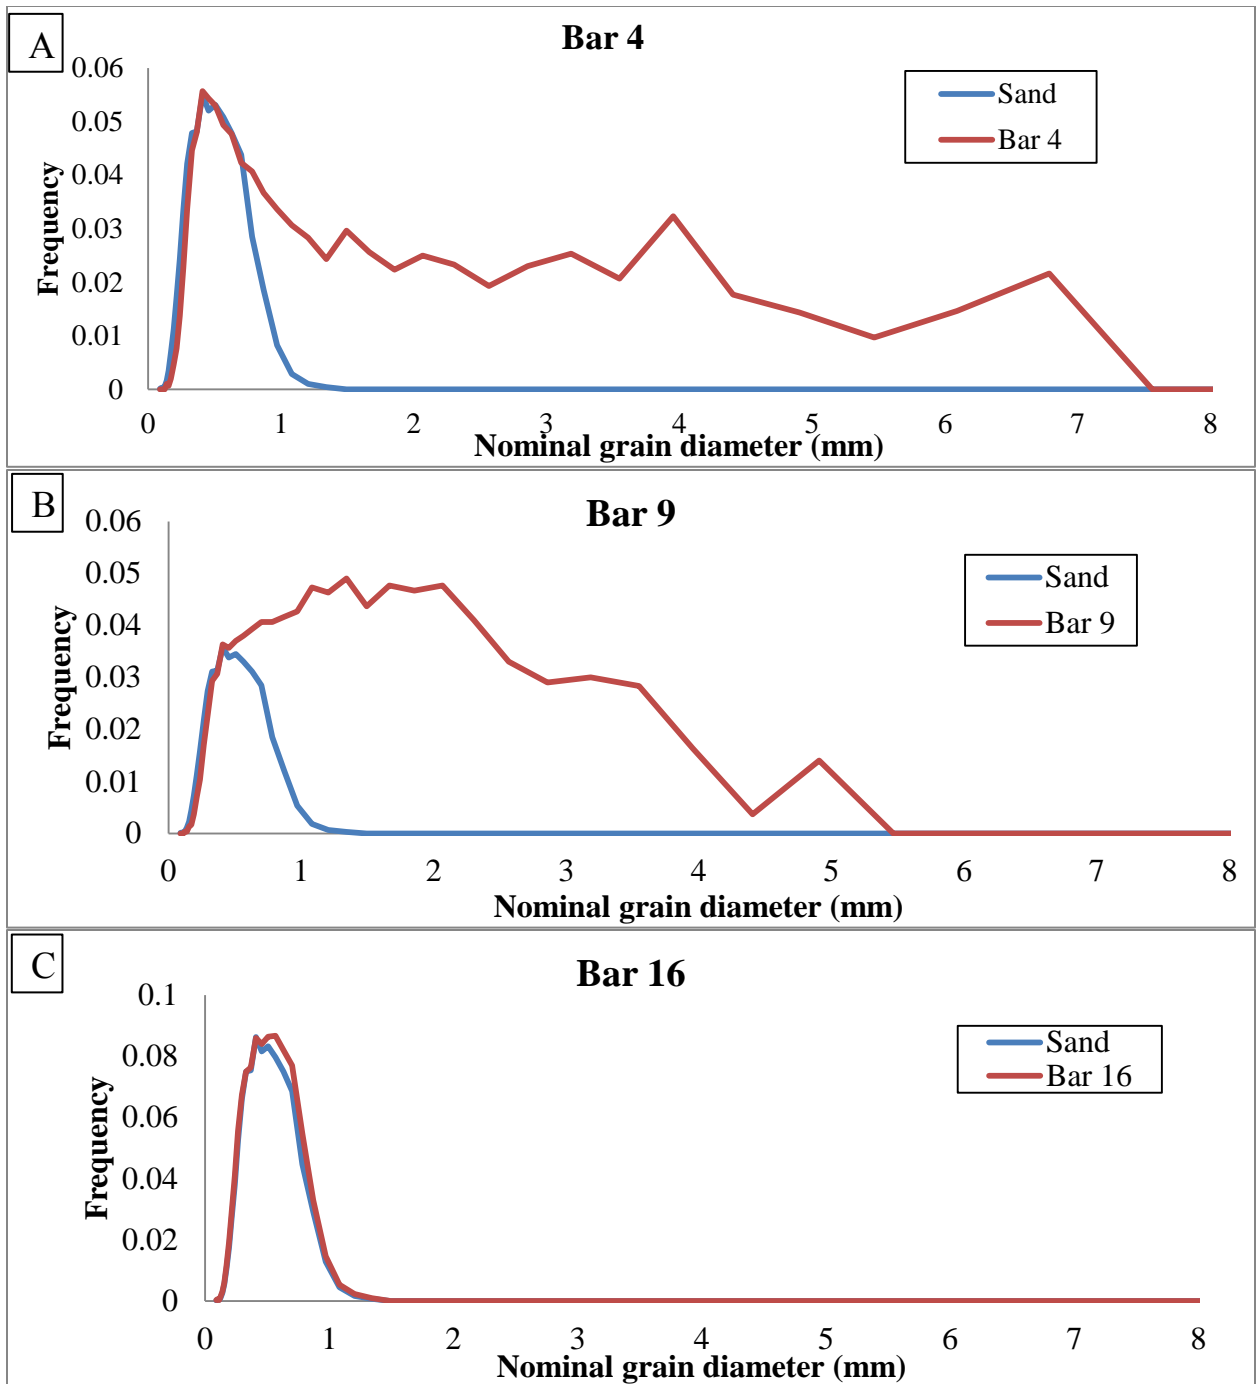 A
Bar 4
0.06
0.05
0.04
0.03
0.02
0.01
0
Frequency
Sand
Bar 4
0 1 2 3 4 5 6 7 8
Nominal grain diameter (mm)
B
Bar 9
0.06
0.05
0.04
0.03
0.02
0.01
0
Frequency
Sand
Bar 9
0 1 2 3 4 5 6 7 8
Nominal grain diameter (mm)
C
Bar 16
0.1
0.08
0.06
0.04
0.02
0
Frequency
Sand
Bar 16
0 1 2 3 4 5 6 7 8
Nominal grain diameter (mm)